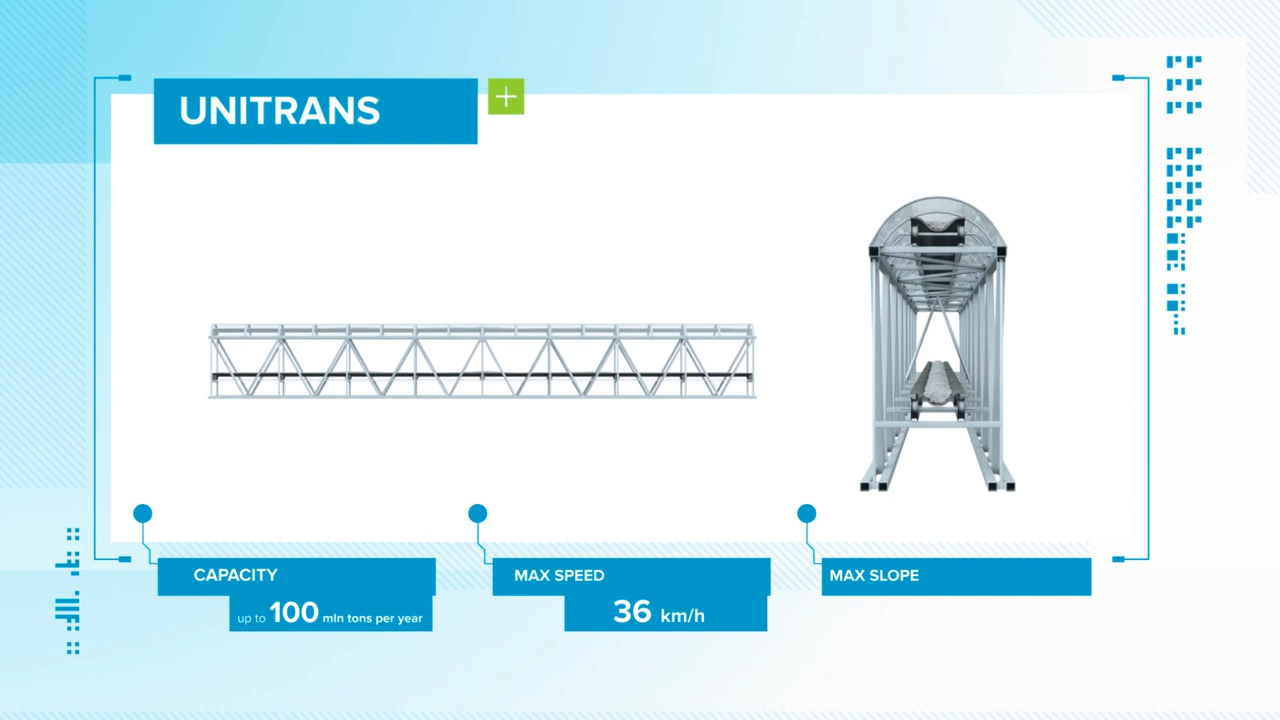 UNITRANS
CAPACITY
up to 100 mln tons per year
MAX SPEED
36 km/h
MAX SLOPE